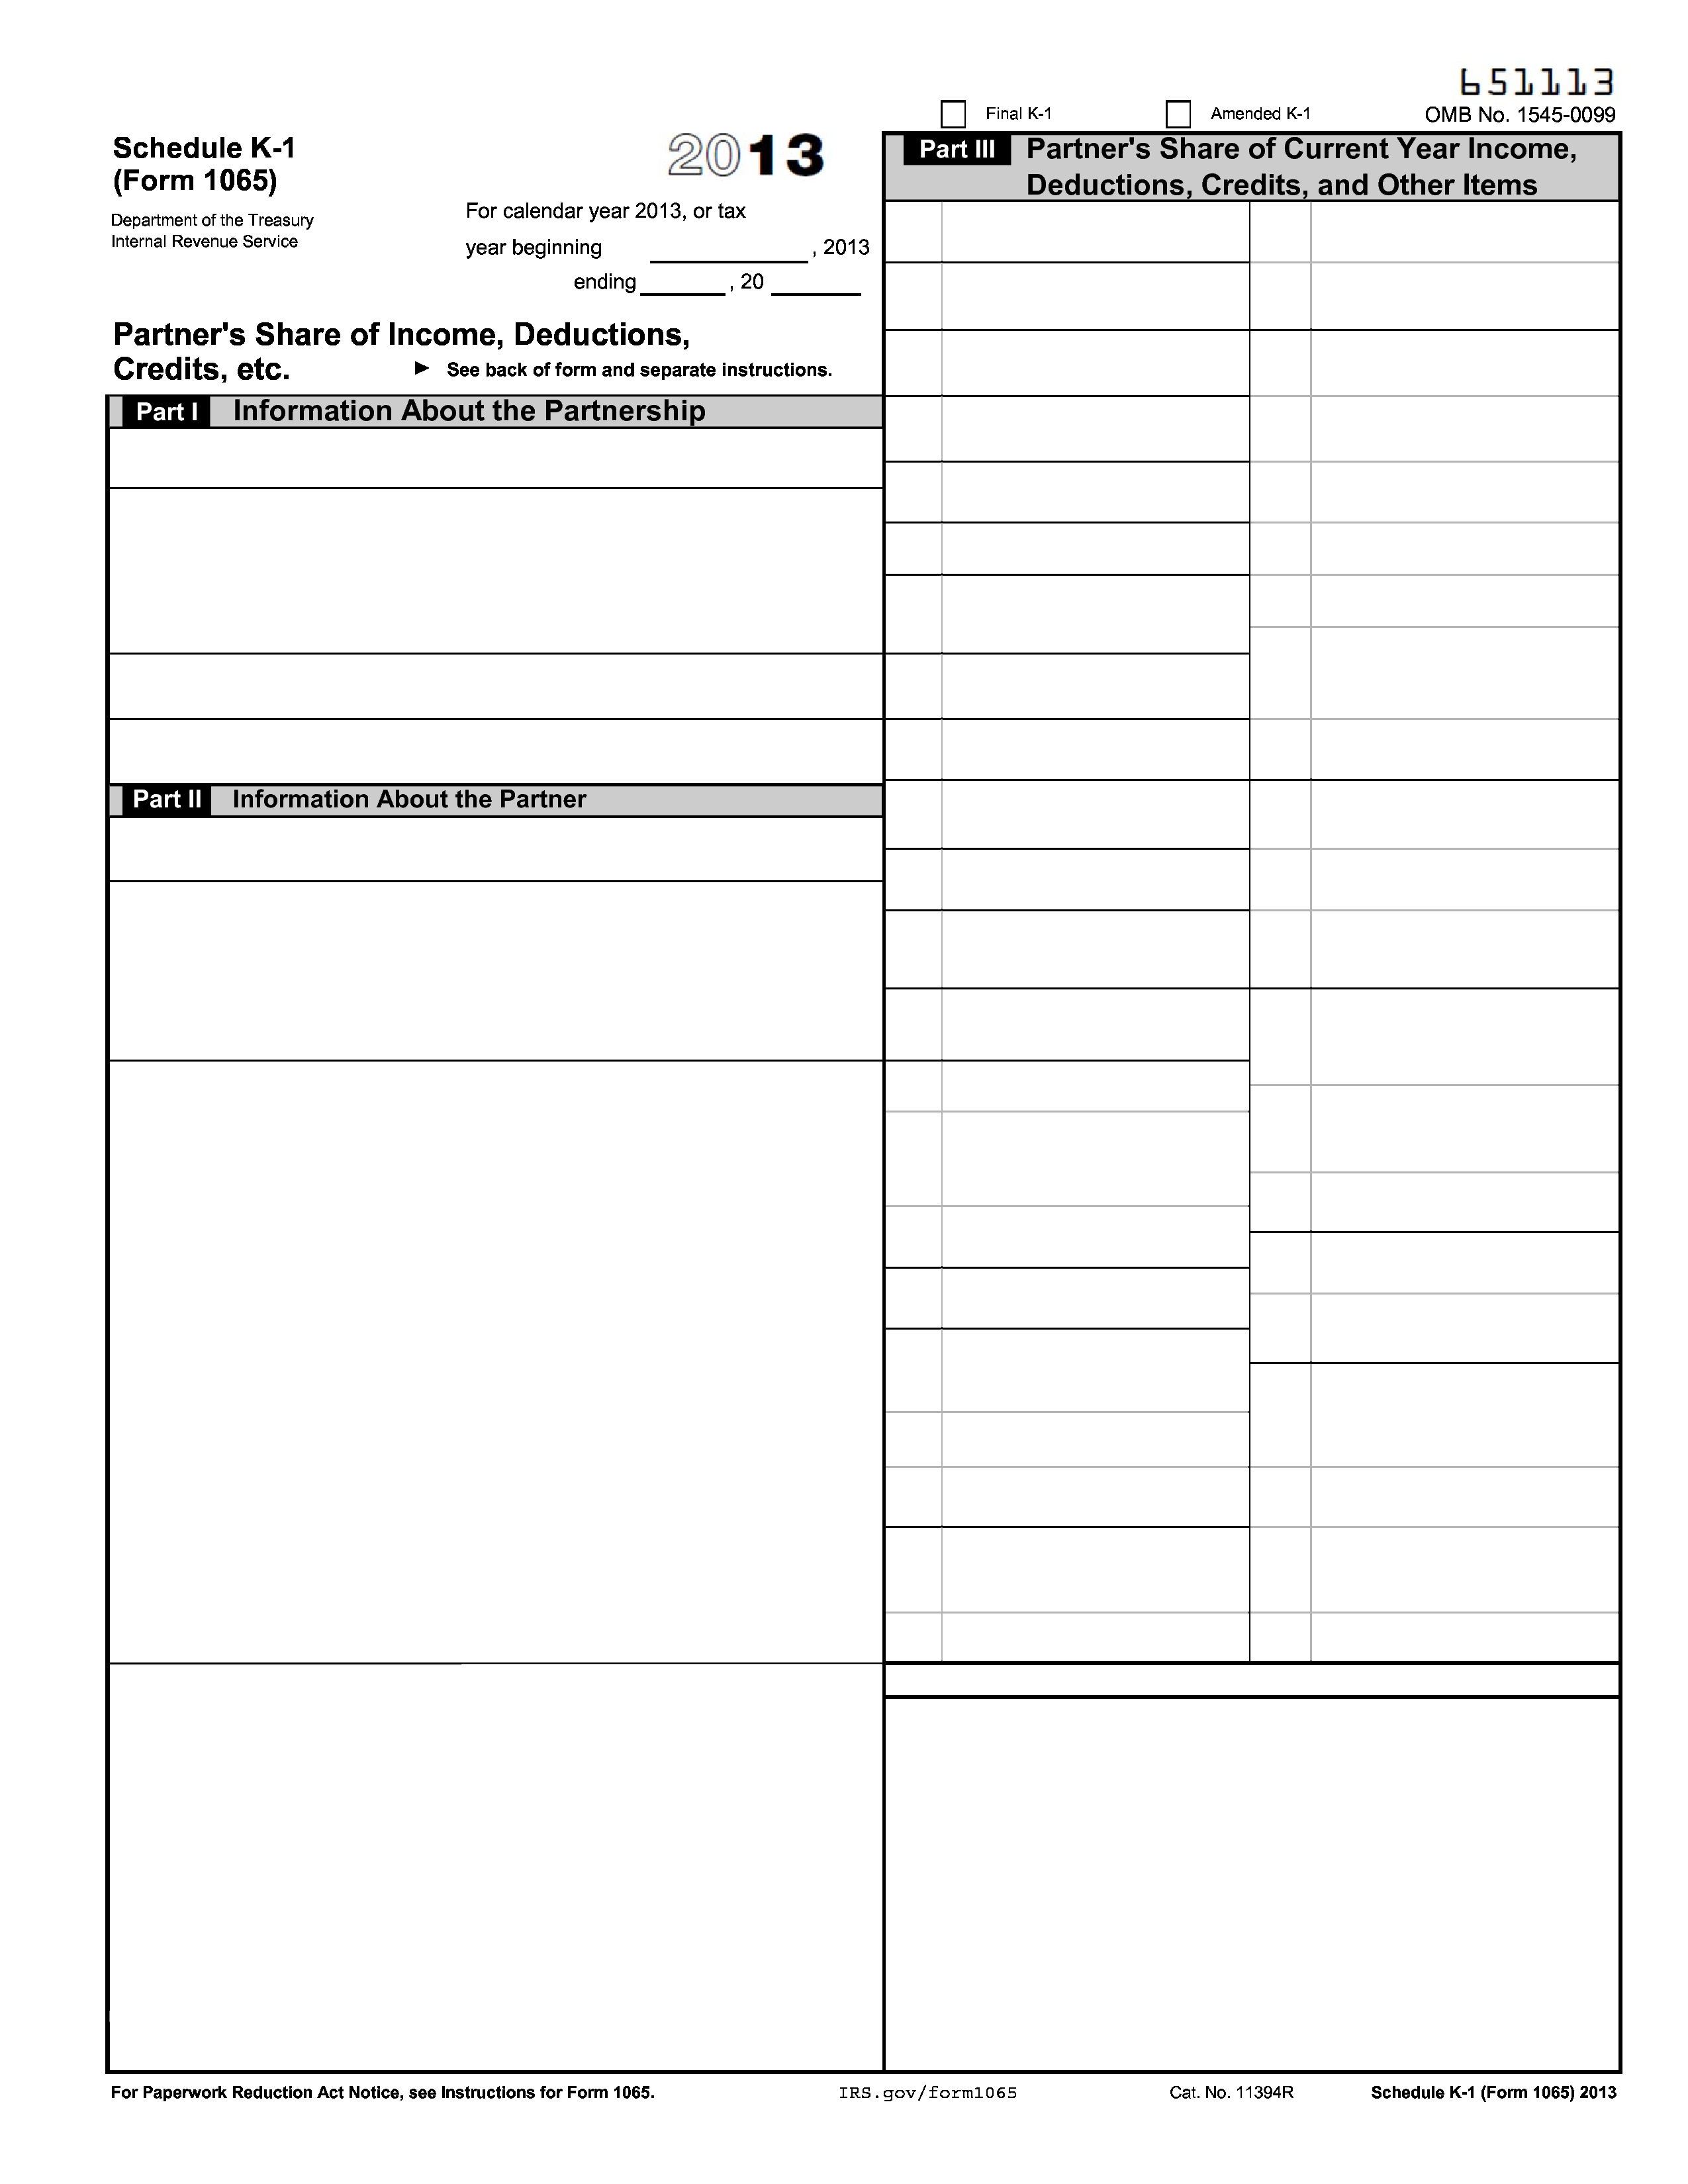 651113
Final K-1
Amended K-1
OMB No. 1545-0099
Schedule K-1
(Form 1065)
2013
Department of the Treasury
Internal Revenue Service
For calendar year 2013, or tax
year beginning , 2013
ending , 20
Partner's Share of Income, Deductions,
Credits, etc. ► See back of form and separate instructions.
Part I Information About the Partnership
Part II Information About the Partner
Part III Partner's Share of Current Year Income,
Deductions, Credits, and Other Items
For Paperwork Reduction Act Notice, see Instructions for Form 1065. IRS.gov/form1065 Cat. No. 11394R Schedule K-1 (Form 1065) 2013